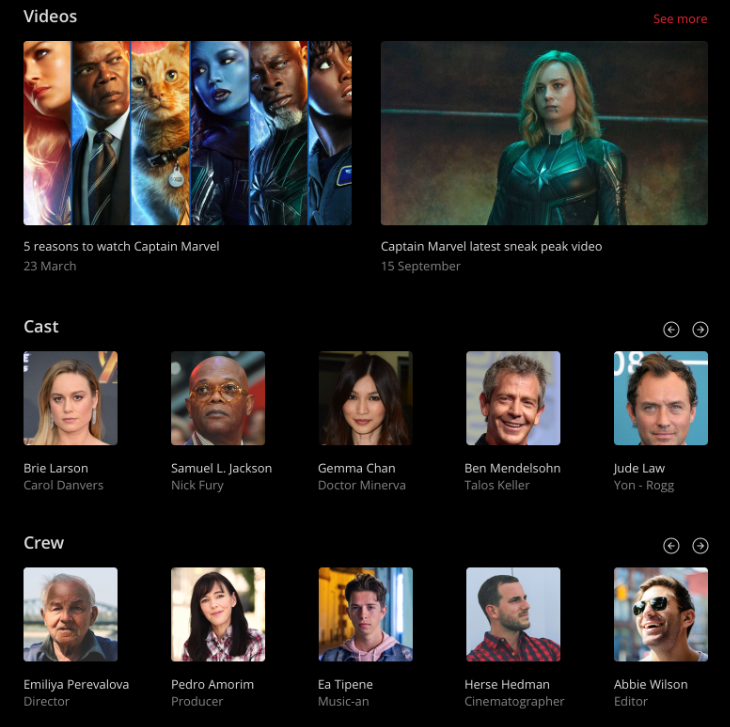 Videos
See more
5 reasons to watch Captain Marvel
Captain Marvel latest sneak peak video
23 March
15 September
Cast
Brie Larson
Samuel L. Jackson
Gemma Chan
Ben Mendelsohn
Jude Law
Carol Danvers
Nick Fury
Doctor Minerva
Talos Keller
Yon - Rogg
Crew
Emiliya Perevalova
Pedro Amorim
Ea Tipene
Herse Hedman
Abbie Wilson
Director
Producer
Music-an
Cinematographer
Editor